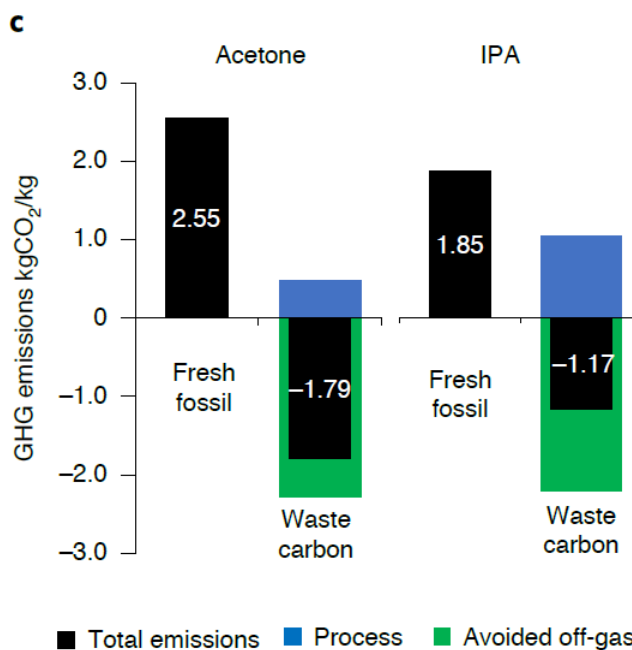 c
Acetone IPA
GHG emissions kgCO₂/kg
3.0
2.0
1.0
0
–1.0
–2.0
–3.0
2.55
1.85
–1.79
–1.17
Fresh
fossil
Waste
carbon
Fresh
fossil
Waste
carbon
Total emissions Process Avoided off-gas